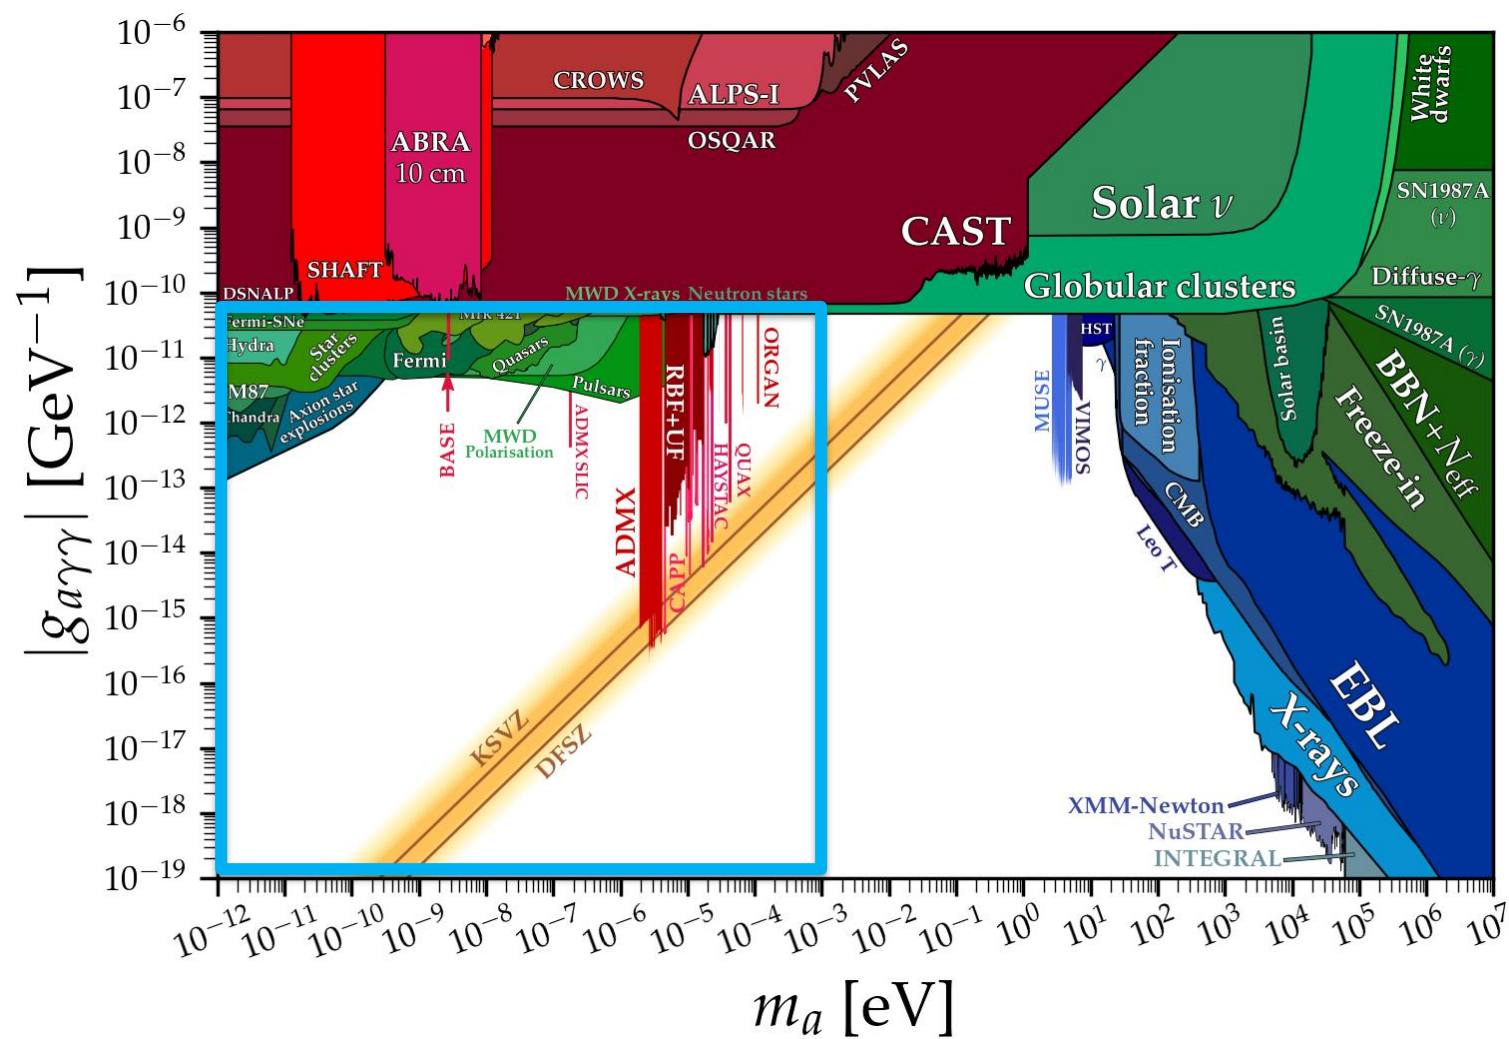 10⁻⁶
10⁻⁷
10⁻⁸
10⁻⁹
10⁻¹⁰
10⁻¹¹
10⁻¹²
10⁻¹³
10⁻¹⁴
10⁻¹⁵
10⁻¹⁶
10⁻¹⁷
10⁻¹⁸
10⁻¹⁹
|gₐγγ| [GeV⁻¹]
CROWS
ALPS-I
PVLAS
OSQAR
ABRA
10 cm
SHAFT
CAST
Solar ν
Globular clusters
White
dwarfs
SN1987A
(ν)
Diffuse-γ
SN1987A (γ)
DSNALP
MWD X-rays
Neutron stars
Fermi-SNe
Hydra
Star
clusters
M87
Chandra
Axion star
explosions
Fermi
Mrk 421
Quasars
Pulsars
BASE
MWD
Polarisation
ADMX SLIC
ADMX
RBF+UF
CAPP
HAYSTAC
QUAX
ORGAN
KSVZ
DFSZ
MUSE
VIMOS
HST
γ
Ionisation
fraction
CMB
Leo T
Solar basin
Freeze-in
BBN+Neff
EBL
X-rays
XMM-Newton
NuSTAR
INTEGRAL
10⁻¹² 10⁻¹¹ 10⁻¹⁰ 10⁻⁹ 10⁻⁸ 10⁻⁷ 10⁻⁶ 10⁻⁵ 10⁻⁴ 10⁻³ 10⁻² 10⁻¹ 10⁰ 10¹ 10² 10³ 10⁴ 10⁵ 10⁶ 10⁷
mₐ [eV]